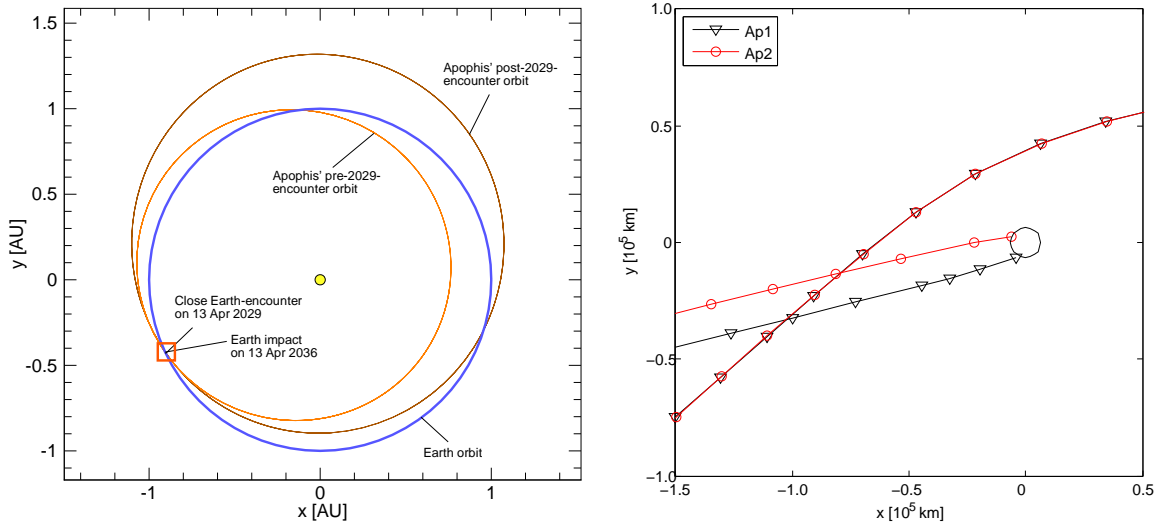 1.5
1
0.5
0
-0.5
-1
y [AU]
-1
0
1
x [AU]
Apophis’ post-2029-
encounter orbit
Apophis’ pre-2029-
encounter orbit
Close Earth-encounter
on 13 Apr 2029
Earth impact
on 13 Apr 2036
Earth orbit
1.0
0.5
0
−0.5
−1.0
y [10⁵ km]
−1.5
−1.0
−0.5
0
0.5
x [10⁵ km]
Ap1
Ap2